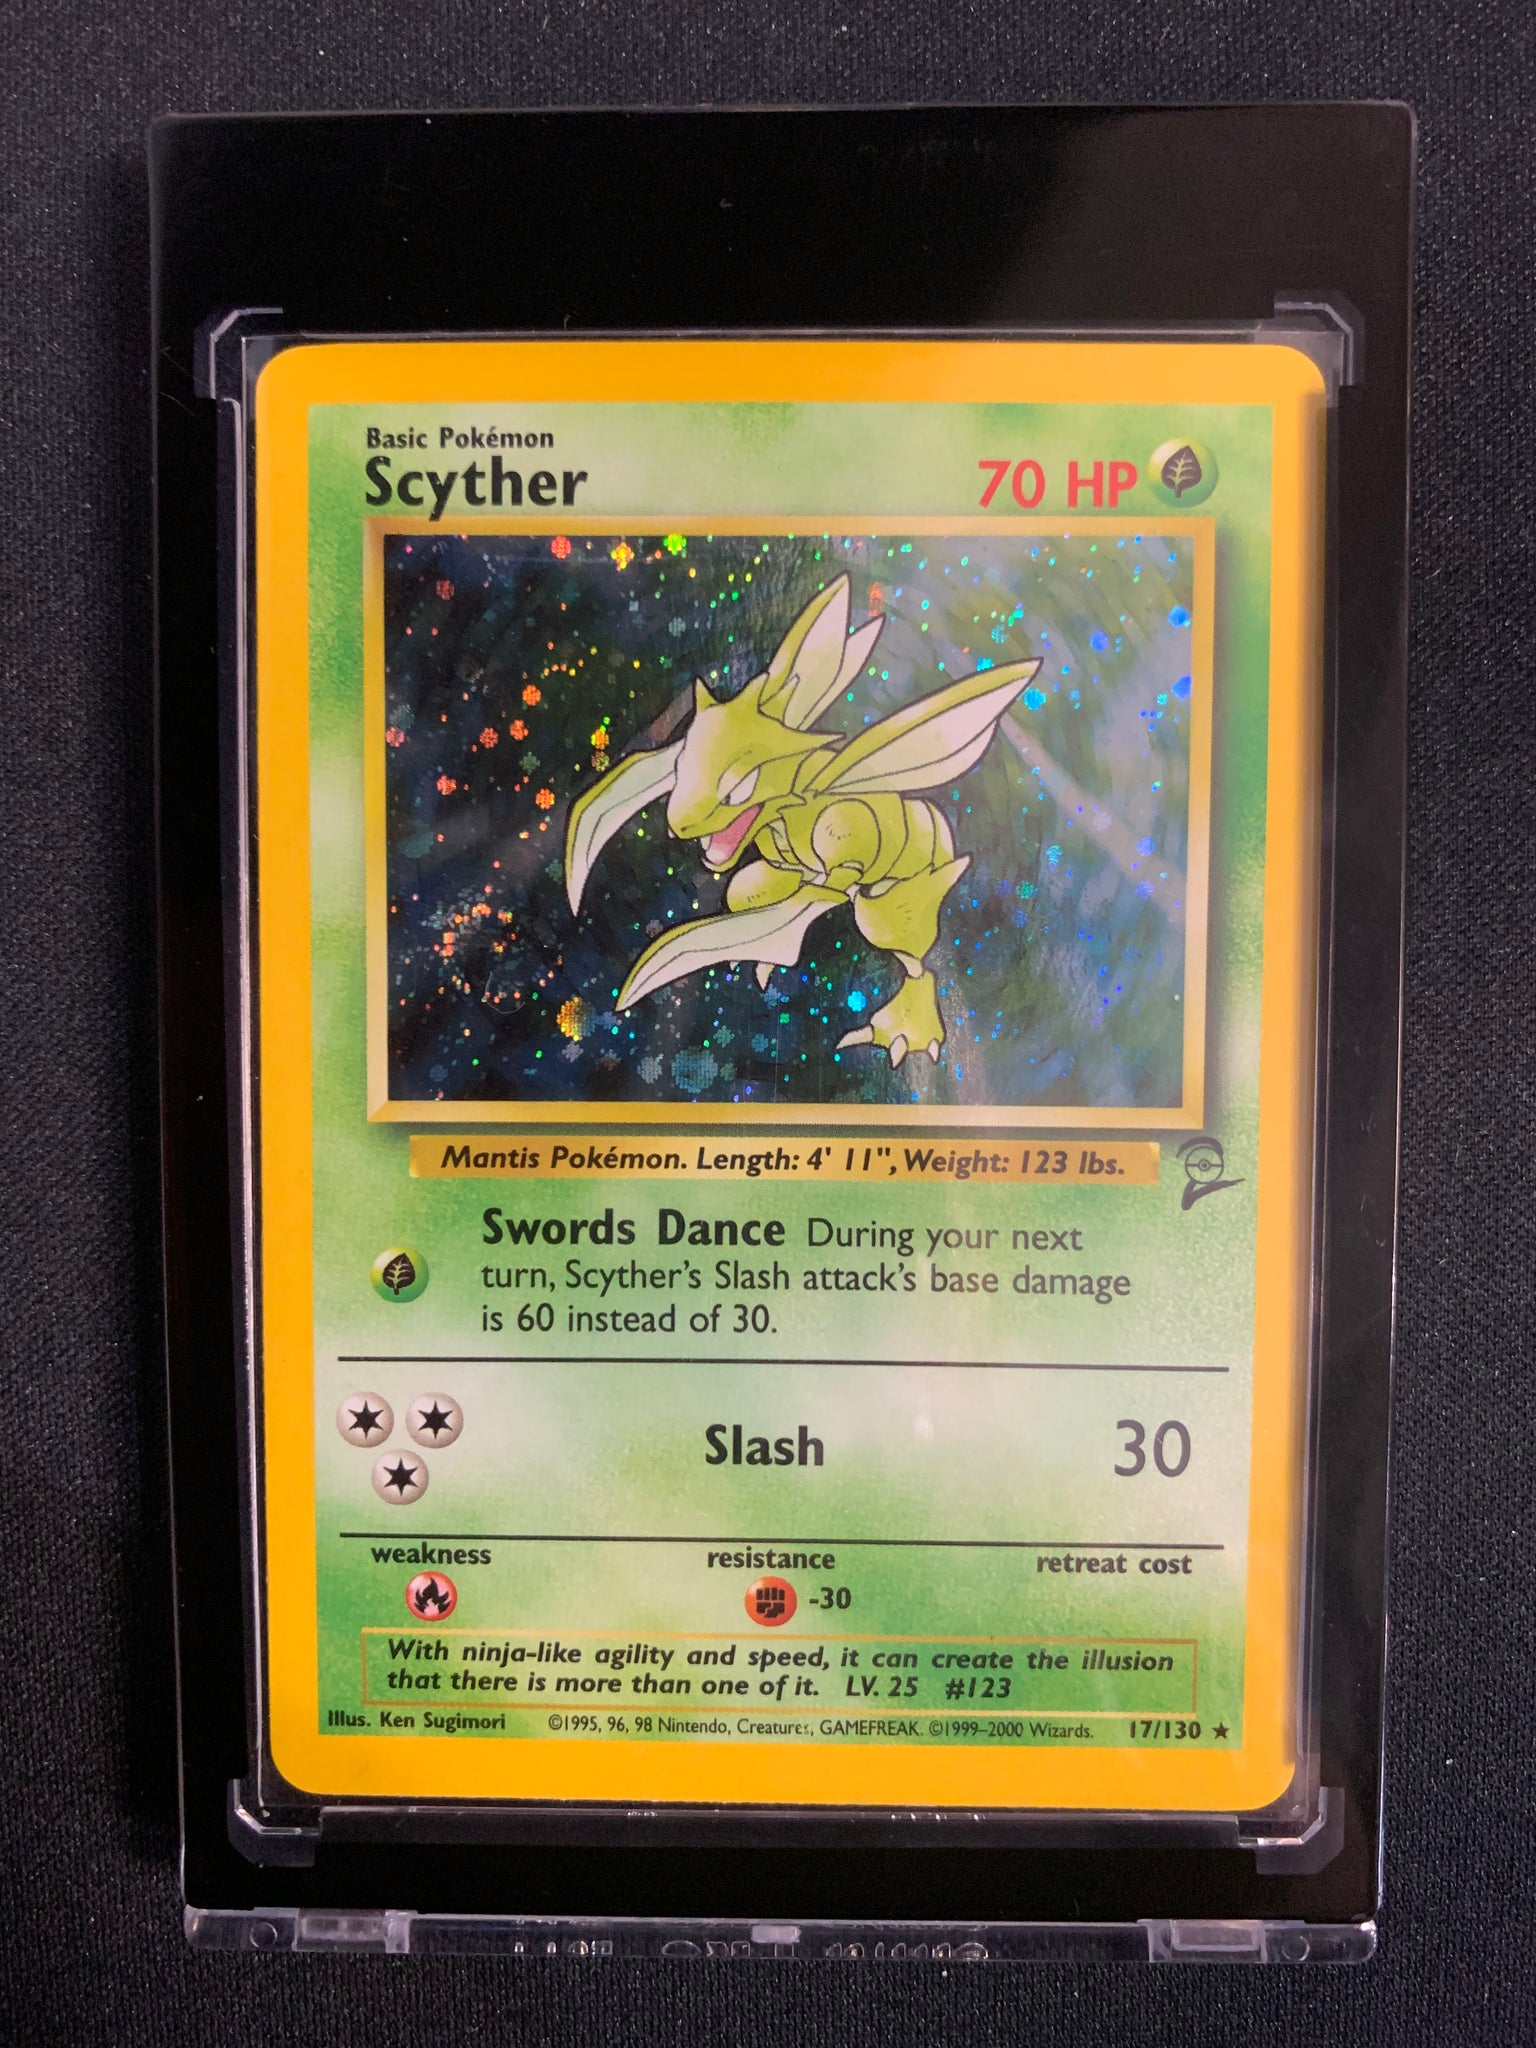 Basic Pokémon
Scyther
70 HP
Mantis Pokémon. Length: 4' 11", Weight: 123 lbs.
Swords Dance During your next
turn, Scyther's Slash attack's base damage
is 60 instead of 30.
Slash 30
weakness resistance retreat cost
-30
With ninja-like agility and speed, it can create the illusion
that there is more than one of it. LV. 25 #123
Illus. Ken Sugimori ©1995, 96, 98 Nintendo, Creatures, GAMEFREAK. ©1999–2000 Wizards. 17/130 ★